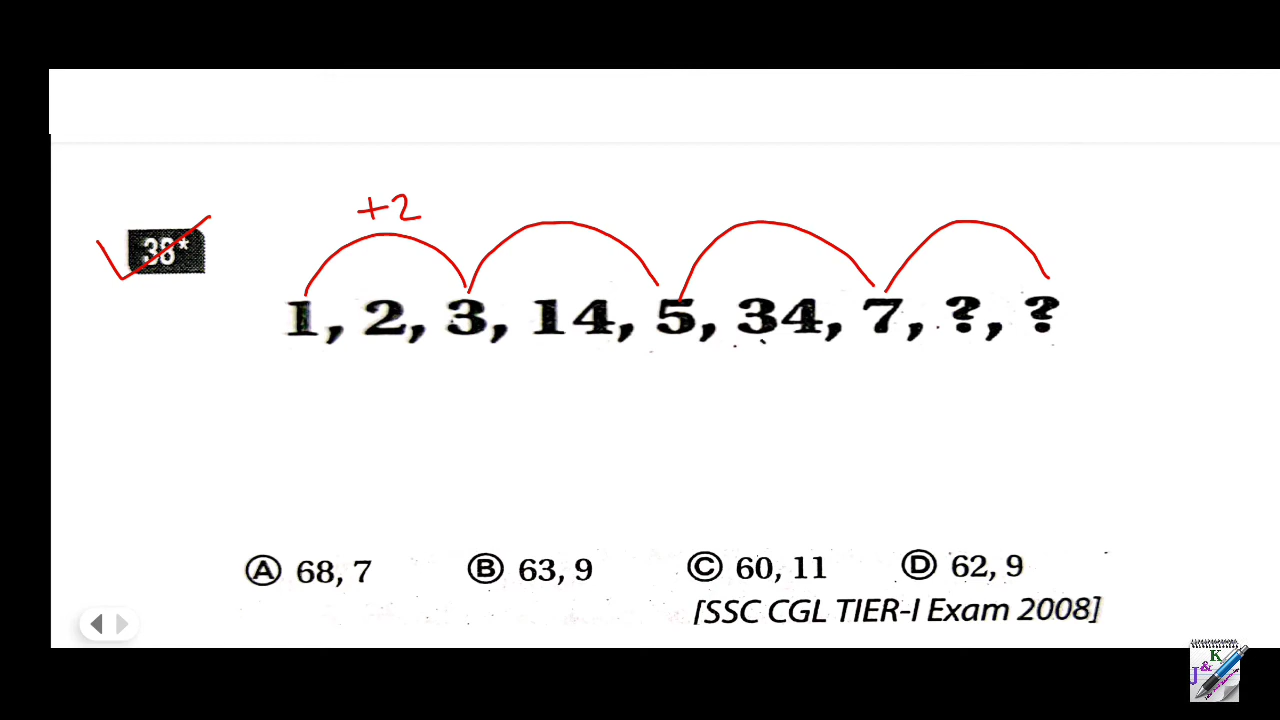 +2
38*
1, 2, 3, 14, 5, 34, 7, ?, ?
Ⓐ 68, 7 Ⓑ 63, 9 Ⓒ 60, 11 Ⓓ 62, 9
[SSC CGL TIER-I Exam 2008]
J&K